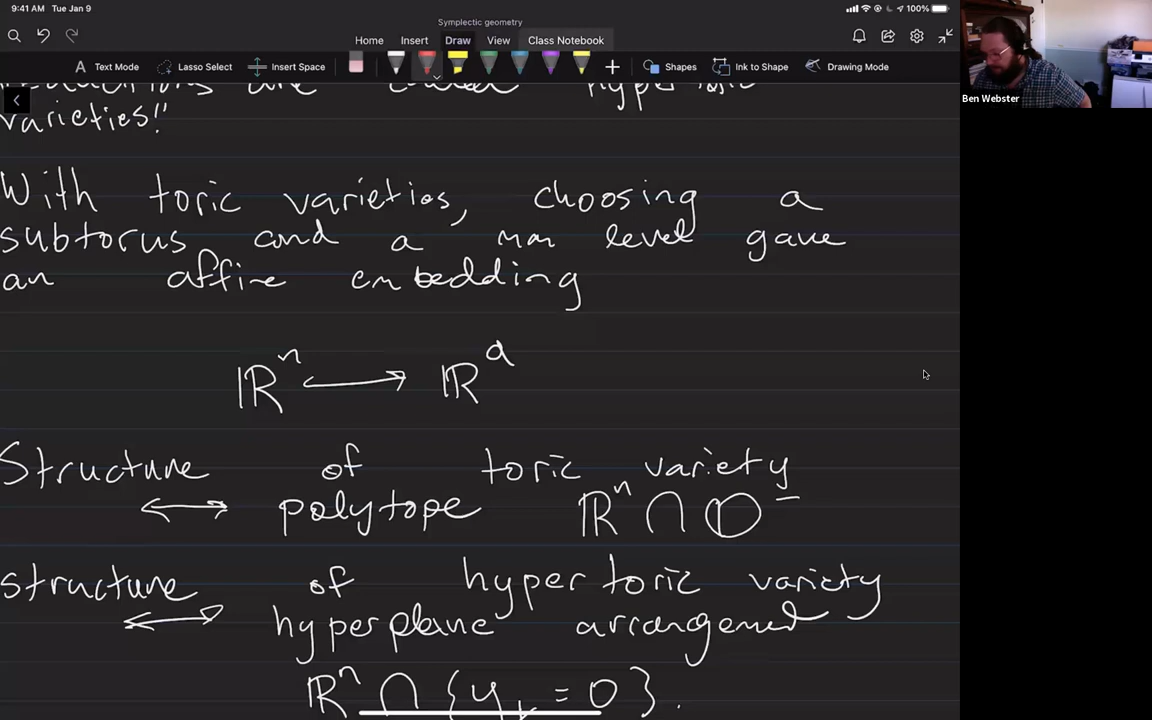 9:41 AM Tue Jan 9
100%
Symplectic geometry
Home Insert Draw View Class Notebook
Text Mode Lasso Select Insert Space Shapes Ink to Shape Drawing Mode
Ben Webster
are called
varieties!!
With toric varieties, choosing a
subtorus and a level gave
an affine embedding
ℝⁿ ⟷ ℝᵈ
Structure of toric variety
⟷ polytope ℝⁿ ∩ 𝕆⁻
structure of hypertoric variety
⟷ hyperplane arrangement
ℝⁿ ∩ {y = 0}.